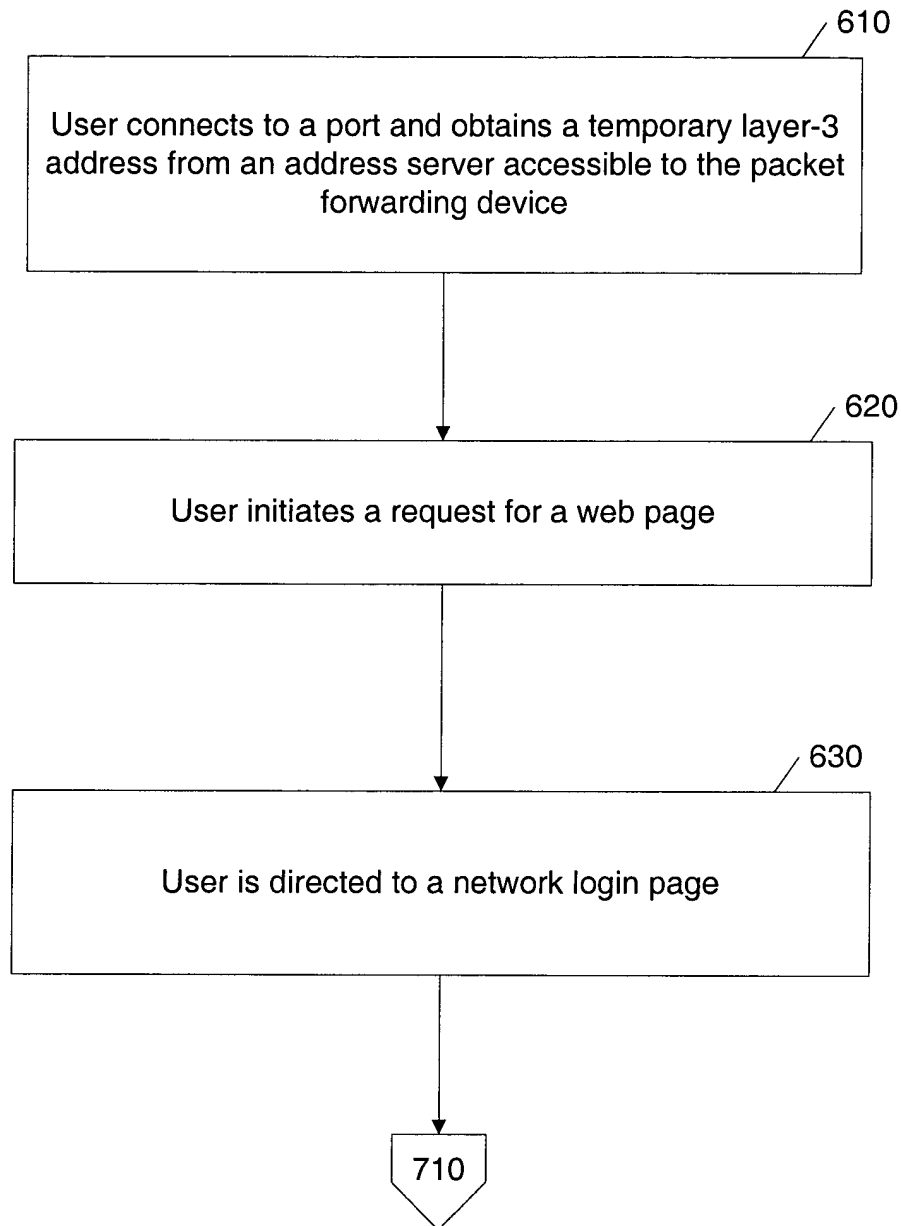 610
User connects to a port and obtains a temporary layer-3
address from an address server accessible to the packet
forwarding device
620
User initiates a request for a web page
630
User is directed to a network login page
710